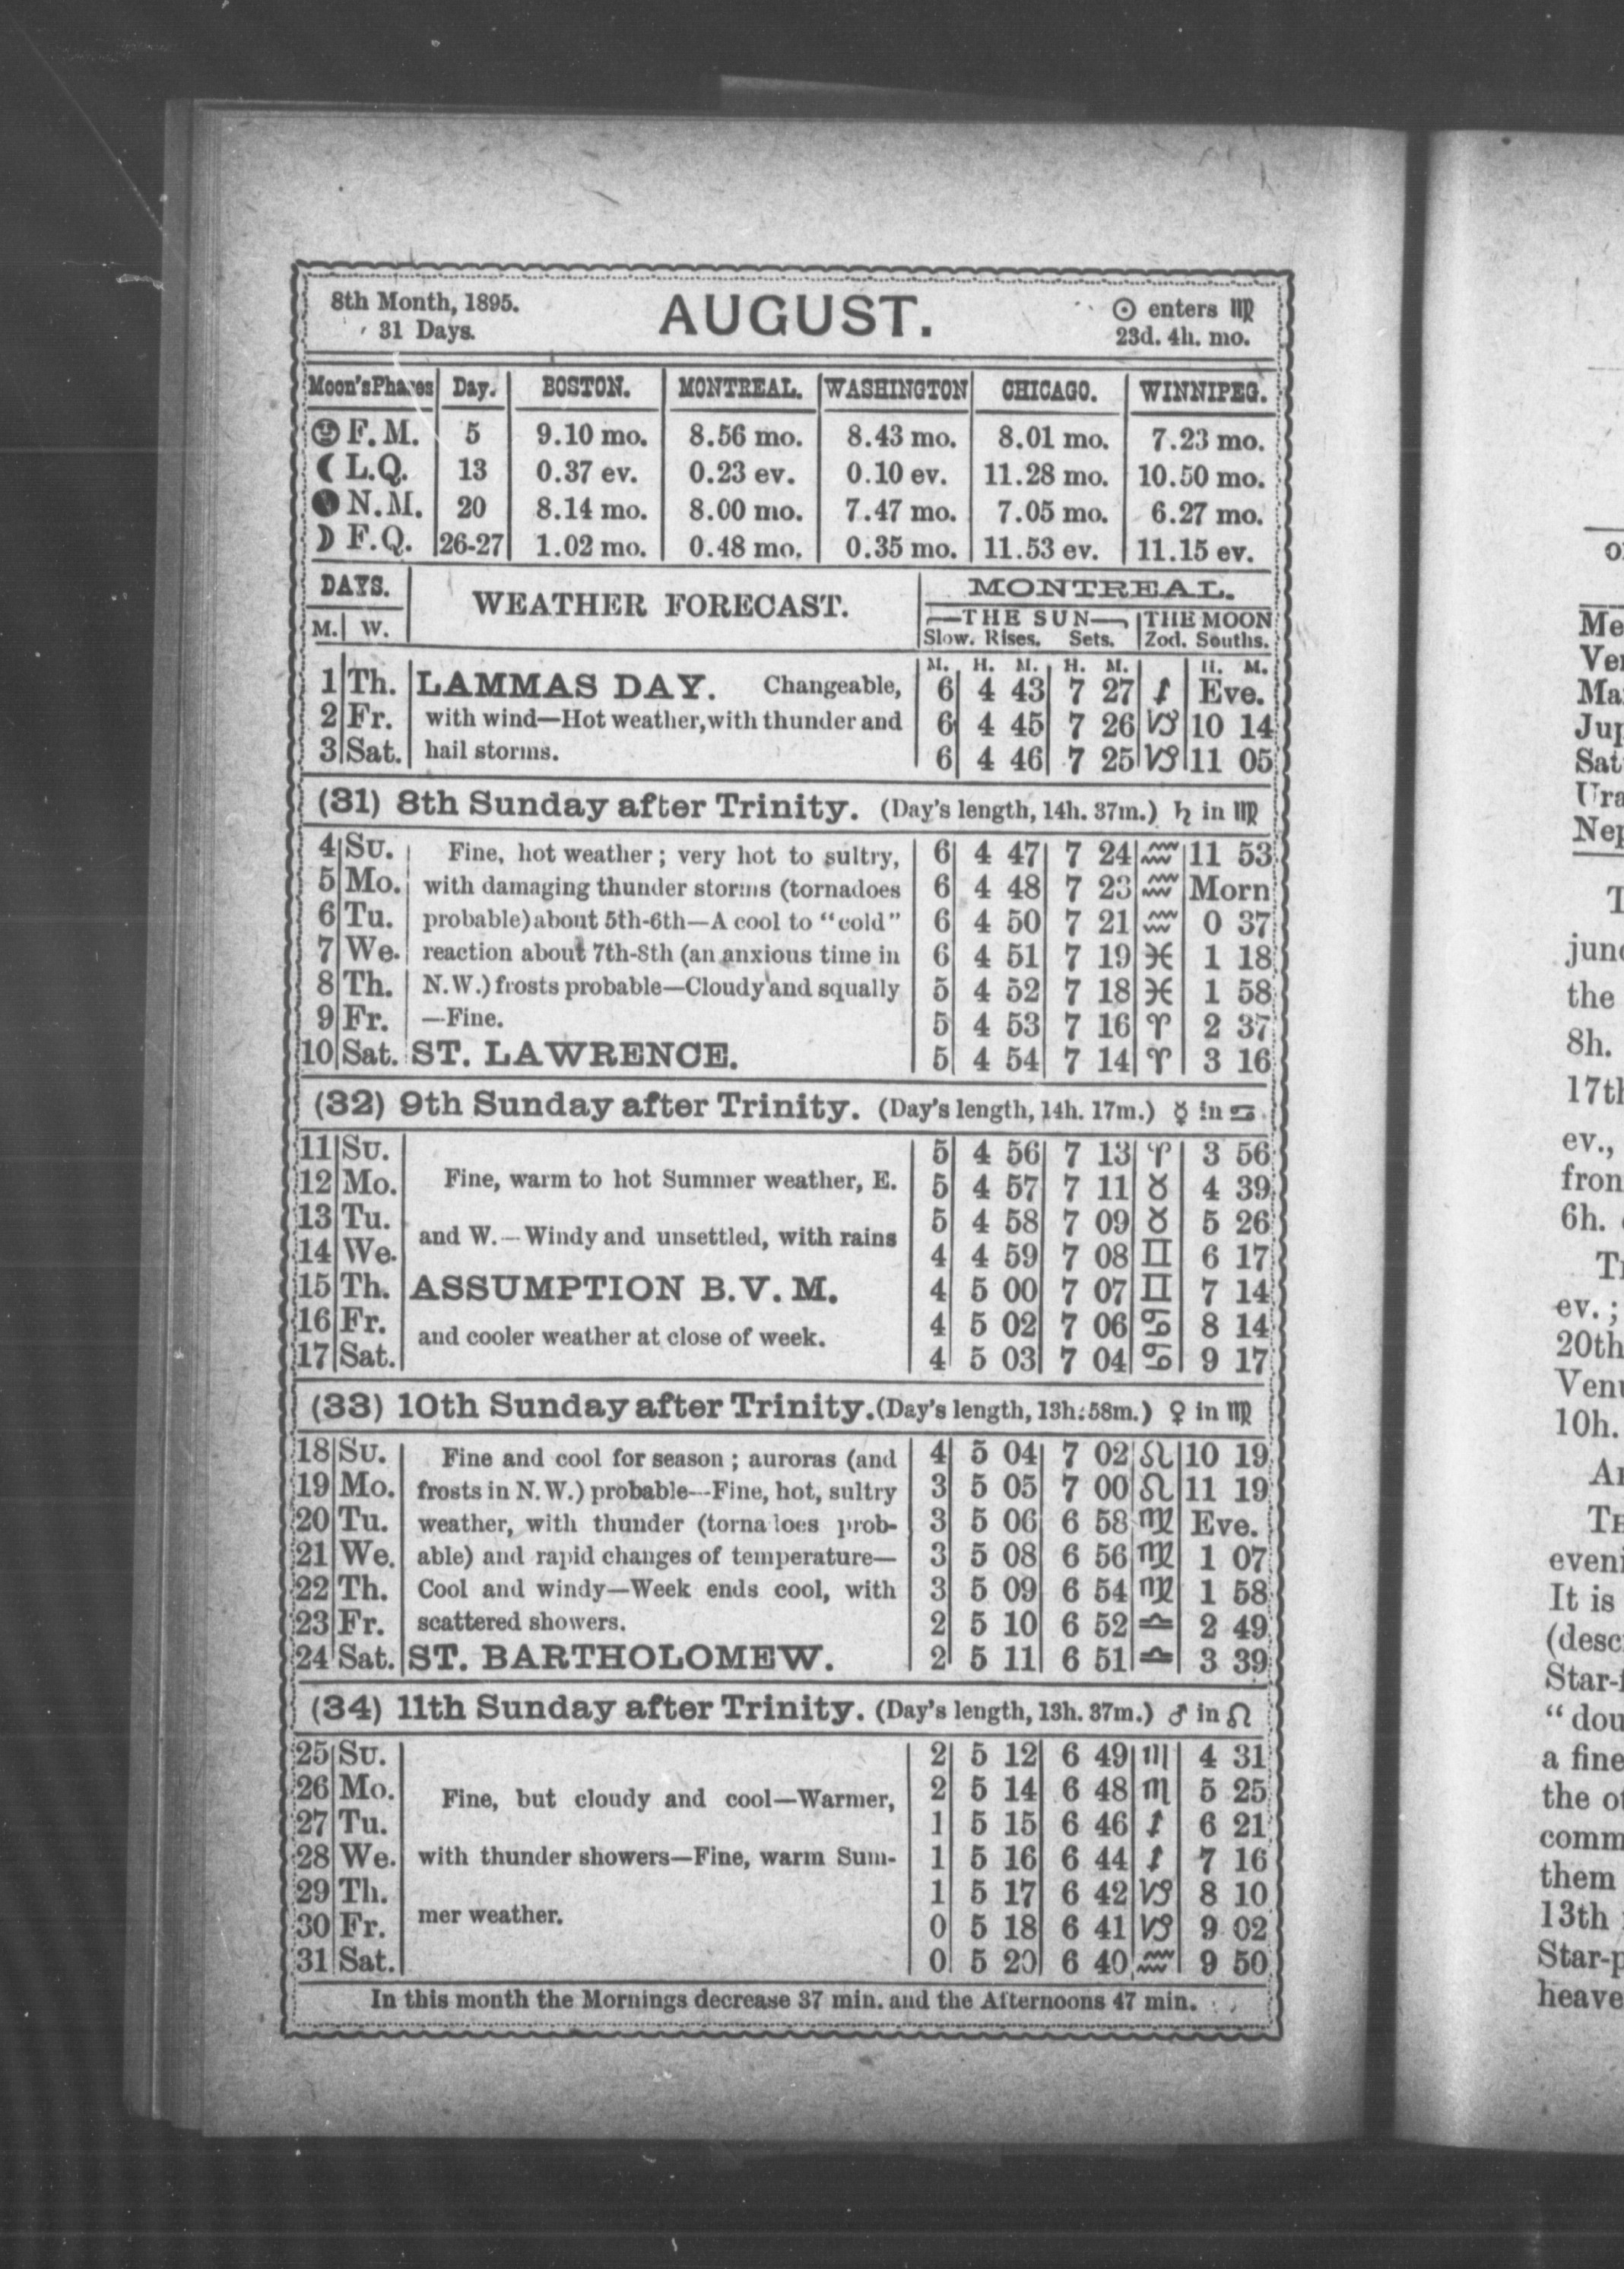 8th Month, 1895.
31 Days.
AUGUST.
☉ enters ♍
23d. 4h. mo.
Moon's Phases Day. BOSTON. MONTREAL. WASHINGTON CHICAGO. WINNIPEG.
F. M. 5 9.10 mo. 8.56 mo. 8.43 mo. 8.01 mo. 7.23 mo.
L.Q. 13 0.37 ev. 0.23 ev. 0.10 ev. 11.28 mo. 10.50 mo.
N.M. 20 8.14 mo. 8.00 mo. 7.47 mo. 7.05 mo. 6.27 mo.
F.Q. 26-27 1.02 mo. 0.48 mo. 0.35 mo. 11.53 ev. 11.15 ev.
DAYS. WEATHER FORECAST. MONTREAL.
THE SUN THE MOON
M. W. Slow. Rises. Sets. Zod. Souths.
M. H. M. H. M. H. M.
1 Th. LAMMAS DAY. Changeable, 6 4 43 7 27 ♐ Eve.
2 Fr. with wind—Hot weather, with thunder and 6 4 45 7 26 ♑ 10 14
3 Sat. hail storms. 6 4 46 7 25 ♑ 11 05
(31) 8th Sunday after Trinity. (Day's length, 14h. 37m.) ♄ in ♍
4 SU. Fine, hot weather; very hot to sultry, 6 4 47 7 24 ♒ 11 53
5 Mo. with damaging thunder storms (tornadoes 6 4 48 7 23 ♒ Morn
6 Tu. probable) about 5th-6th—A cool to "cold" 6 4 50 7 21 ♒ 0 37
7 We. reaction about 7th-8th (an anxious time in 6 4 51 7 19 ♓ 1 18
8 Th. N.W.) frosts probable—Cloudy and squally 5 4 52 7 18 ♓ 1 58
9 Fr. —Fine. 5 4 53 7 16 ♈ 2 37
10 Sat. ST. LAWRENCE. 5 4 54 7 14 ♈ 3 16
(32) 9th Sunday after Trinity. (Day's length, 14h. 17m.) ☿ in ♋
11 SU. 5 4 56 7 13 ♈ 3 56
12 Mo. Fine, warm to hot Summer weather, E. 5 4 57 7 11 ♉ 4 39
13 Tu. 5 4 58 7 09 ♉ 5 26
14 We. and W.—Windy and unsettled, with rains 4 4 59 7 08 ♊ 6 17
15 Th. ASSUMPTION B. V. M. 4 5 00 7 07 ♊ 7 14
16 Fr. and cooler weather at close of week. 4 5 02 7 06 ♋ 8 14
17 Sat. 4 5 03 7 04 ♋ 9 17
(33) 10th Sunday after Trinity. (Day's length, 13h. 58m.) ♀ in ♍
18 SU. Fine and cool for season; auroras (and 4 5 04 7 02 ♌ 10 19
19 Mo. frosts in N.W.) probable—Fine, hot, sultry 3 5 05 7 00 ♌ 11 19
20 Tu. weather, with thunder (tornadoes prob- 3 5 06 6 58 ♍ Eve.
21 We. able) and rapid changes of temperature— 3 5 08 6 56 ♍ 1 07
22 Th. Cool and windy—Week ends cool, with 3 5 09 6 54 ♍ 1 58
23 Fr. scattered showers. 2 5 10 6 52 ♎ 2 49
24 Sat. ST. BARTHOLOMEW. 2 5 11 6 51 ♎ 3 39
(34) 11th Sunday after Trinity. (Day's length, 13h. 37m.) ♂ in ♌
25 SU. 2 5 12 6 49 ♏ 4 31
26 Mo. Fine, but cloudy and cool—Warmer, 2 5 14 6 48 ♏ 5 25
27 Tu. 1 5 15 6 46 ♐ 6 21
28 We. with thunder showers—Fine, warm Sum- 1 5 16 6 44 ♐ 7 16
29 Th. 1 5 17 6 42 ♑ 8 10
30 Fr. mer weather. 0 5 18 6 41 ♑ 9 02
31 Sat. 0 5 20 6 40 ♒ 9 50
In this month the Mornings decrease 37 min. and the Afternoons 47 min.
june
the
8h.
17th
ev.,
6h.
ev. ;
20th
10h.
It is
a fine
them
13th